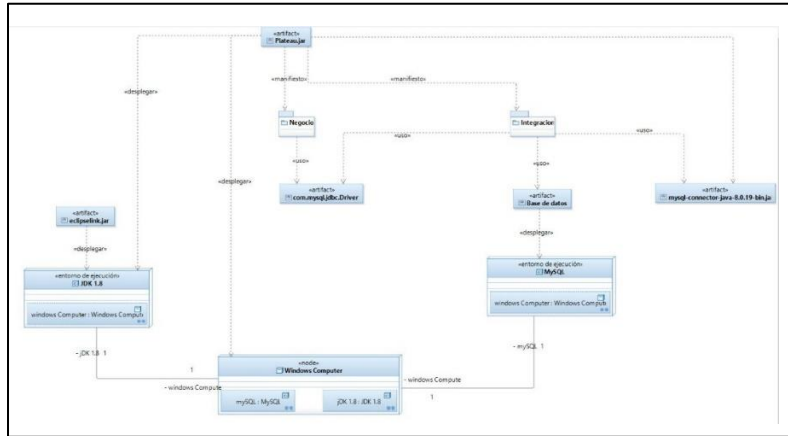 «artifact»
Plateau.jar
«desplegar»
«manifiesto»
«manifiesto»
Negocio
Integracion
«uso»
«uso»
«uso»
«uso»
«desplegar»
«artifact»
com.mysql.jdbc.Driver
«artifact»
Base de datos
«artifact»
mysql-connector-java-8.0.19-bin.ja
«artifact»
eclipselink.jar
«desplegar»
«desplegar»
«entorno de ejecución»
JDK 1.8
windows Computer : Windows Comput
«entorno de ejecución»
MySQL
windows Computer : Windows Comput
- jDK 1.8 1
- mySQL 1
1
- windows Compute
«node»
Windows Computer
mySQL : MySQL
jDK 1.8 : JDK 1.8
- windows Compute
1